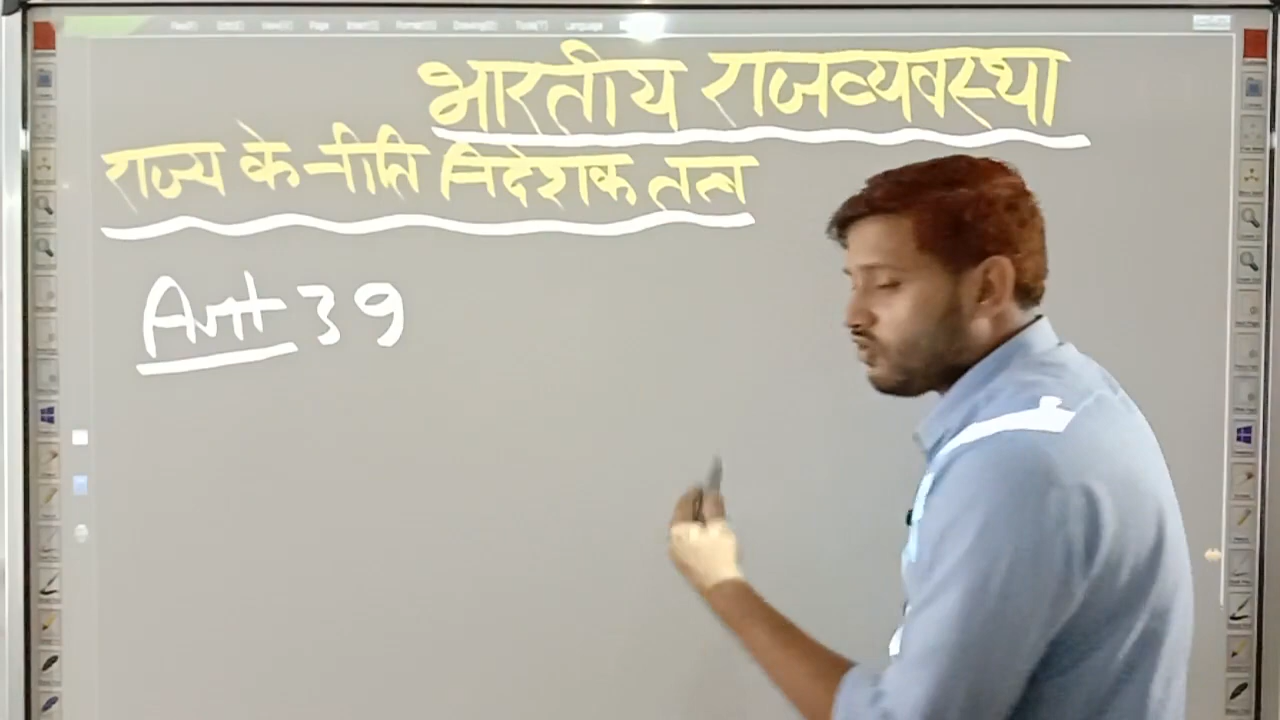 भारतीय राजव्यवस्था
राज्य के नीति निदेशक तत्व
Art 39